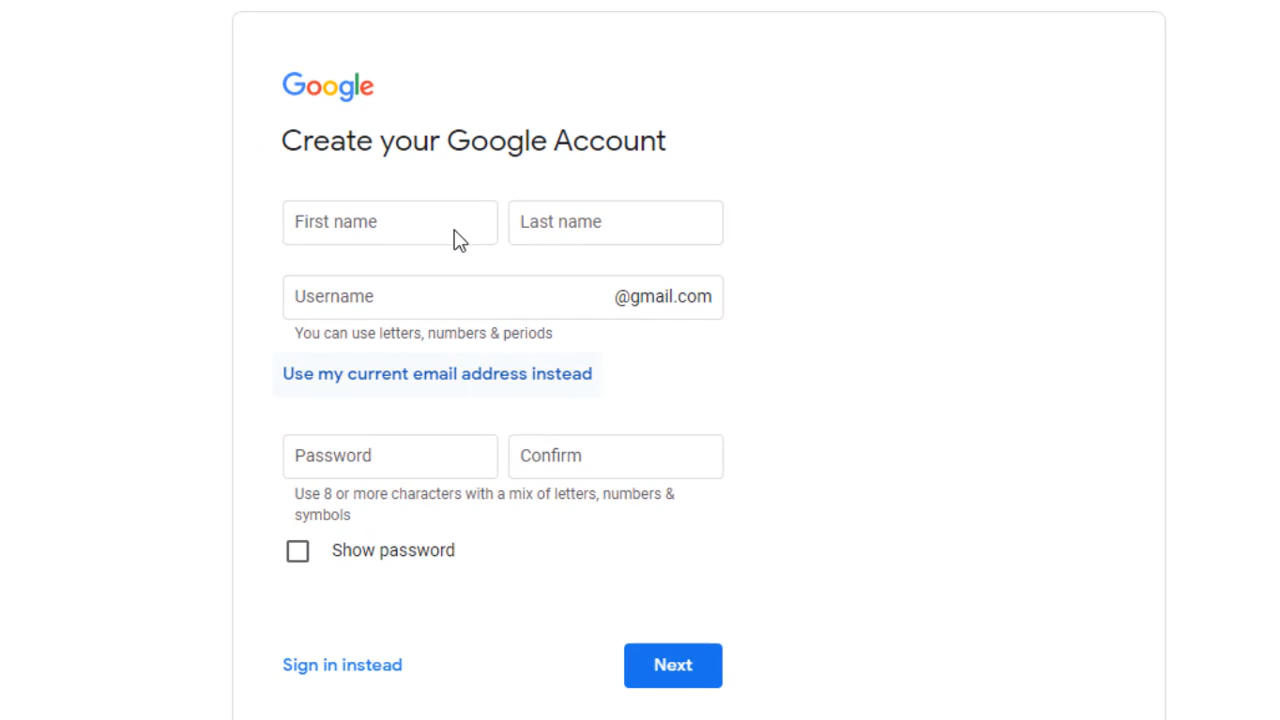 Google
Create your Google Account
First name
Last name
Username
@gmail.com
You can use letters, numbers & periods
Use my current email address instead
Password
Confirm
Use 8 or more characters with a mix of letters, numbers &
symbols
Show password
Sign in instead
Next